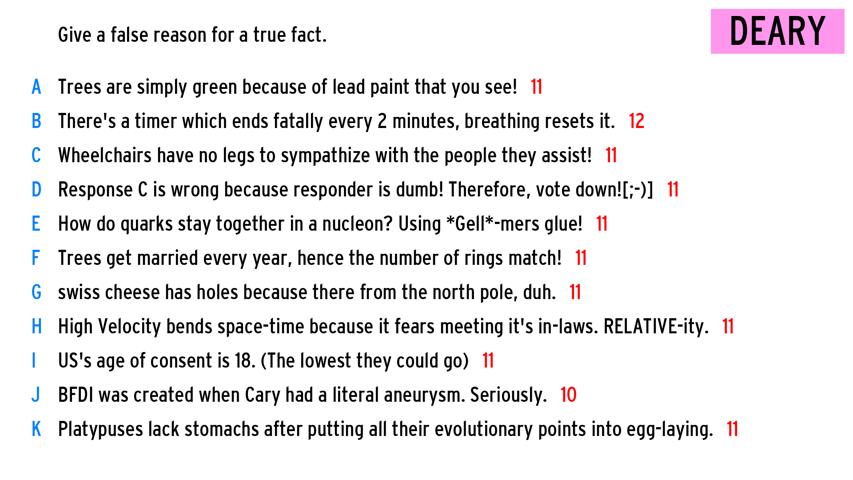 Give a false reason for a true fact.
DEARY
A Trees are simply green because of lead paint that you see! 11
B There's a timer which ends fatally every 2 minutes, breathing resets it. 12
C Wheelchairs have no legs to sympathize with the people they assist! 11
D Response C is wrong because responder is dumb! Therefore, vote down![;-)] 11
E How do quarks stay together in a nucleon? Using *Gell*-mers glue! 11
F Trees get married every year, hence the number of rings match! 11
G swiss cheese has holes because there from the north pole, duh. 11
H High Velocity bends space-time because it fears meeting it's in-laws. RELATIVE-ity. 11
I US's age of consent is 18. (The lowest they could go) 11
J BFDI was created when Cary had a literal aneurysm. Seriously. 10
K Platypuses lack stomachs after putting all their evolutionary points into egg-laying. 11